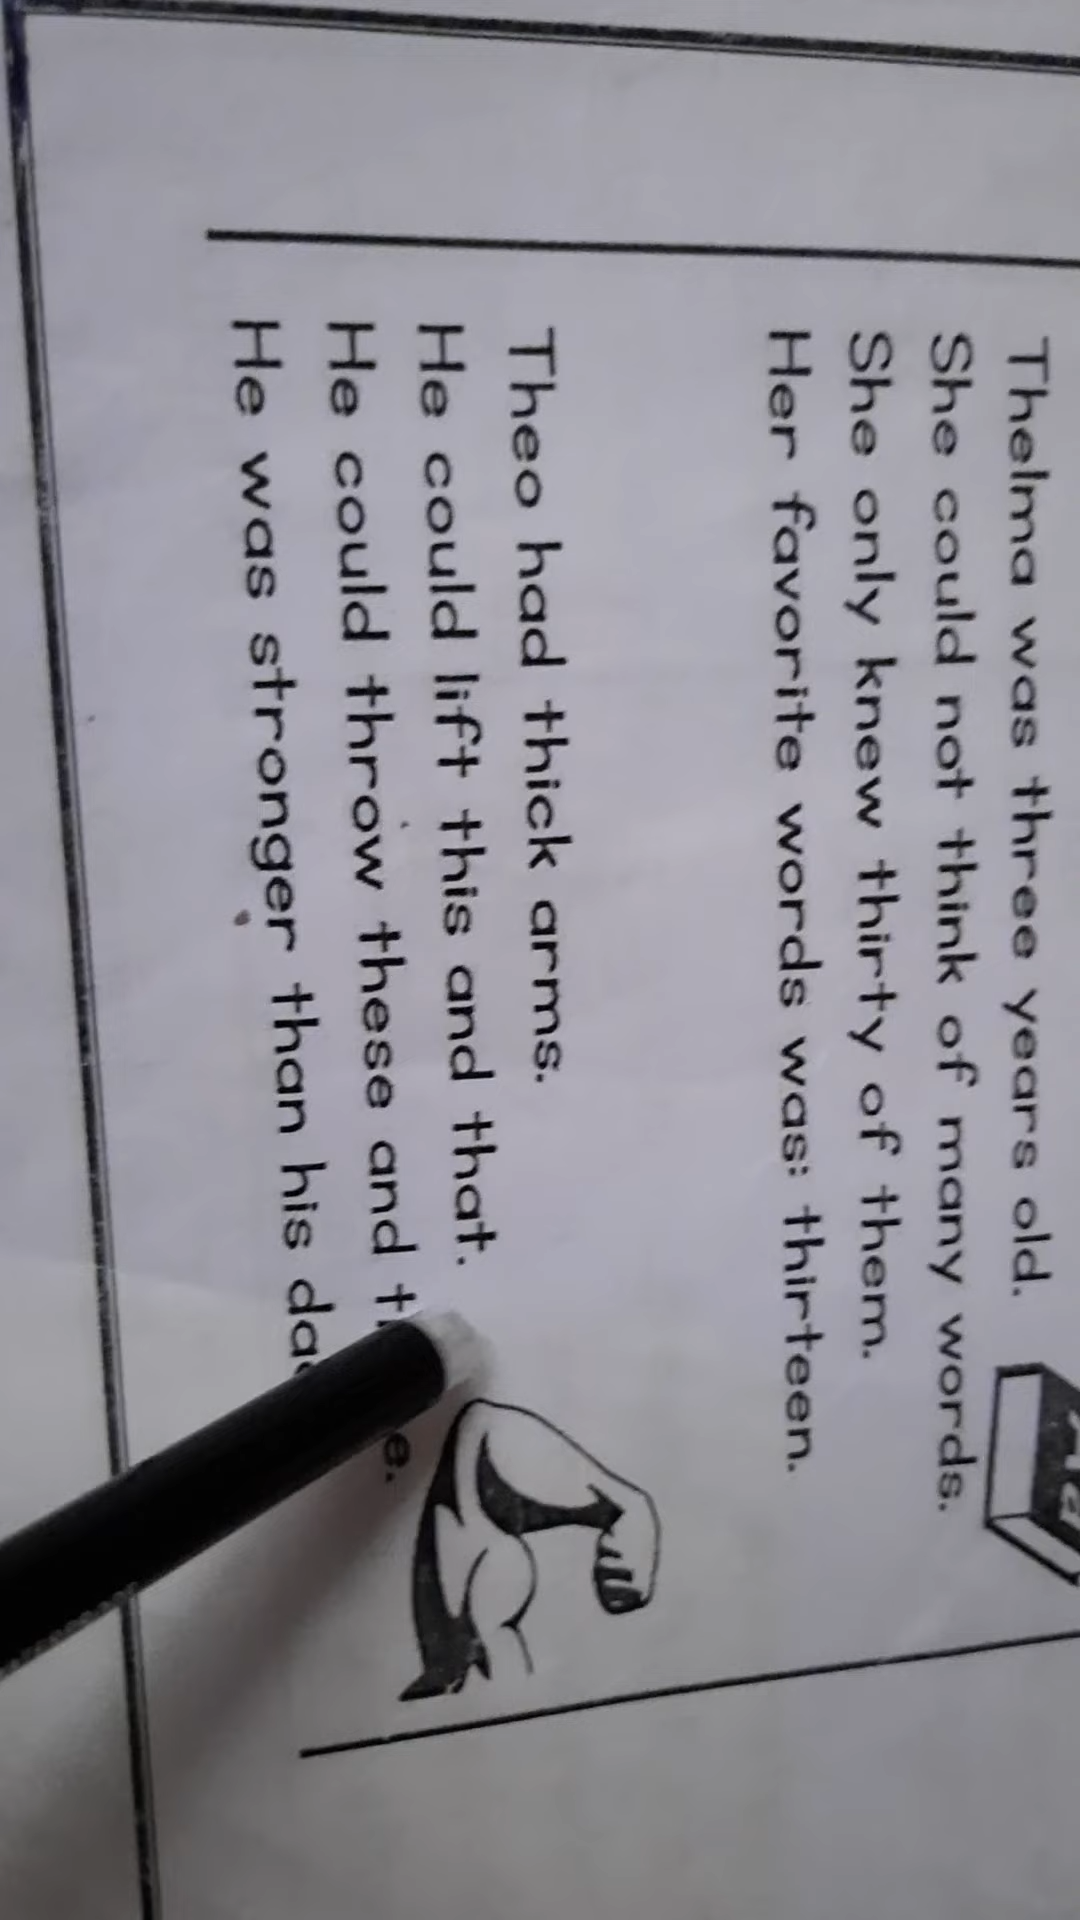 Thelma was three years old.
She could not think of many words.
She only knew thirty of them.
Her favorite words was: thirteen.
Theo had thick arms.
He could lift this and that.
He could throw these and
He was stronger than his